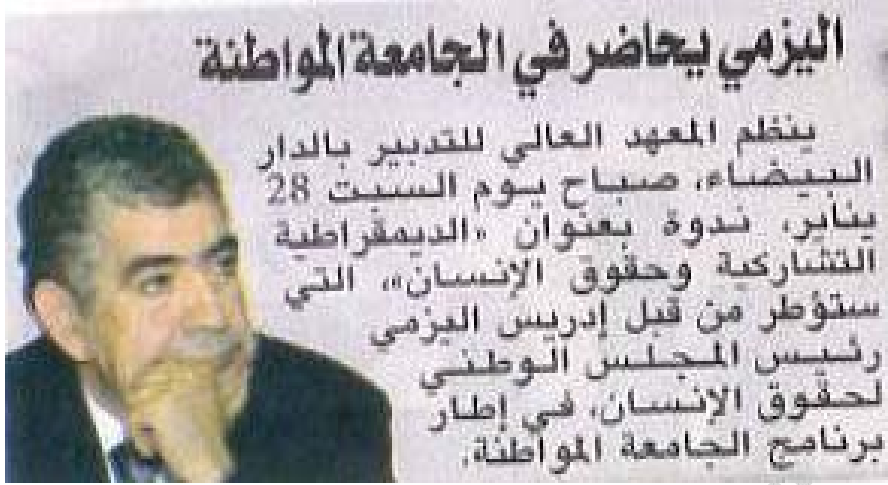 اليزمي يحاضر في الجامعة المواطنة
ينظم المعهد العالي للتدبير بالدار
البيضاء، صباح يوم السبت 28
يناير، ندوة بعنوان «الديمقراطية
التشاركية وحقوق الإنسان»، التي
ستؤطر من قبل إدريس اليزمي
رئيس المجلس الوطني
لحقوق الإنسان، في إطار
برنامج الجامعة المواطنة.